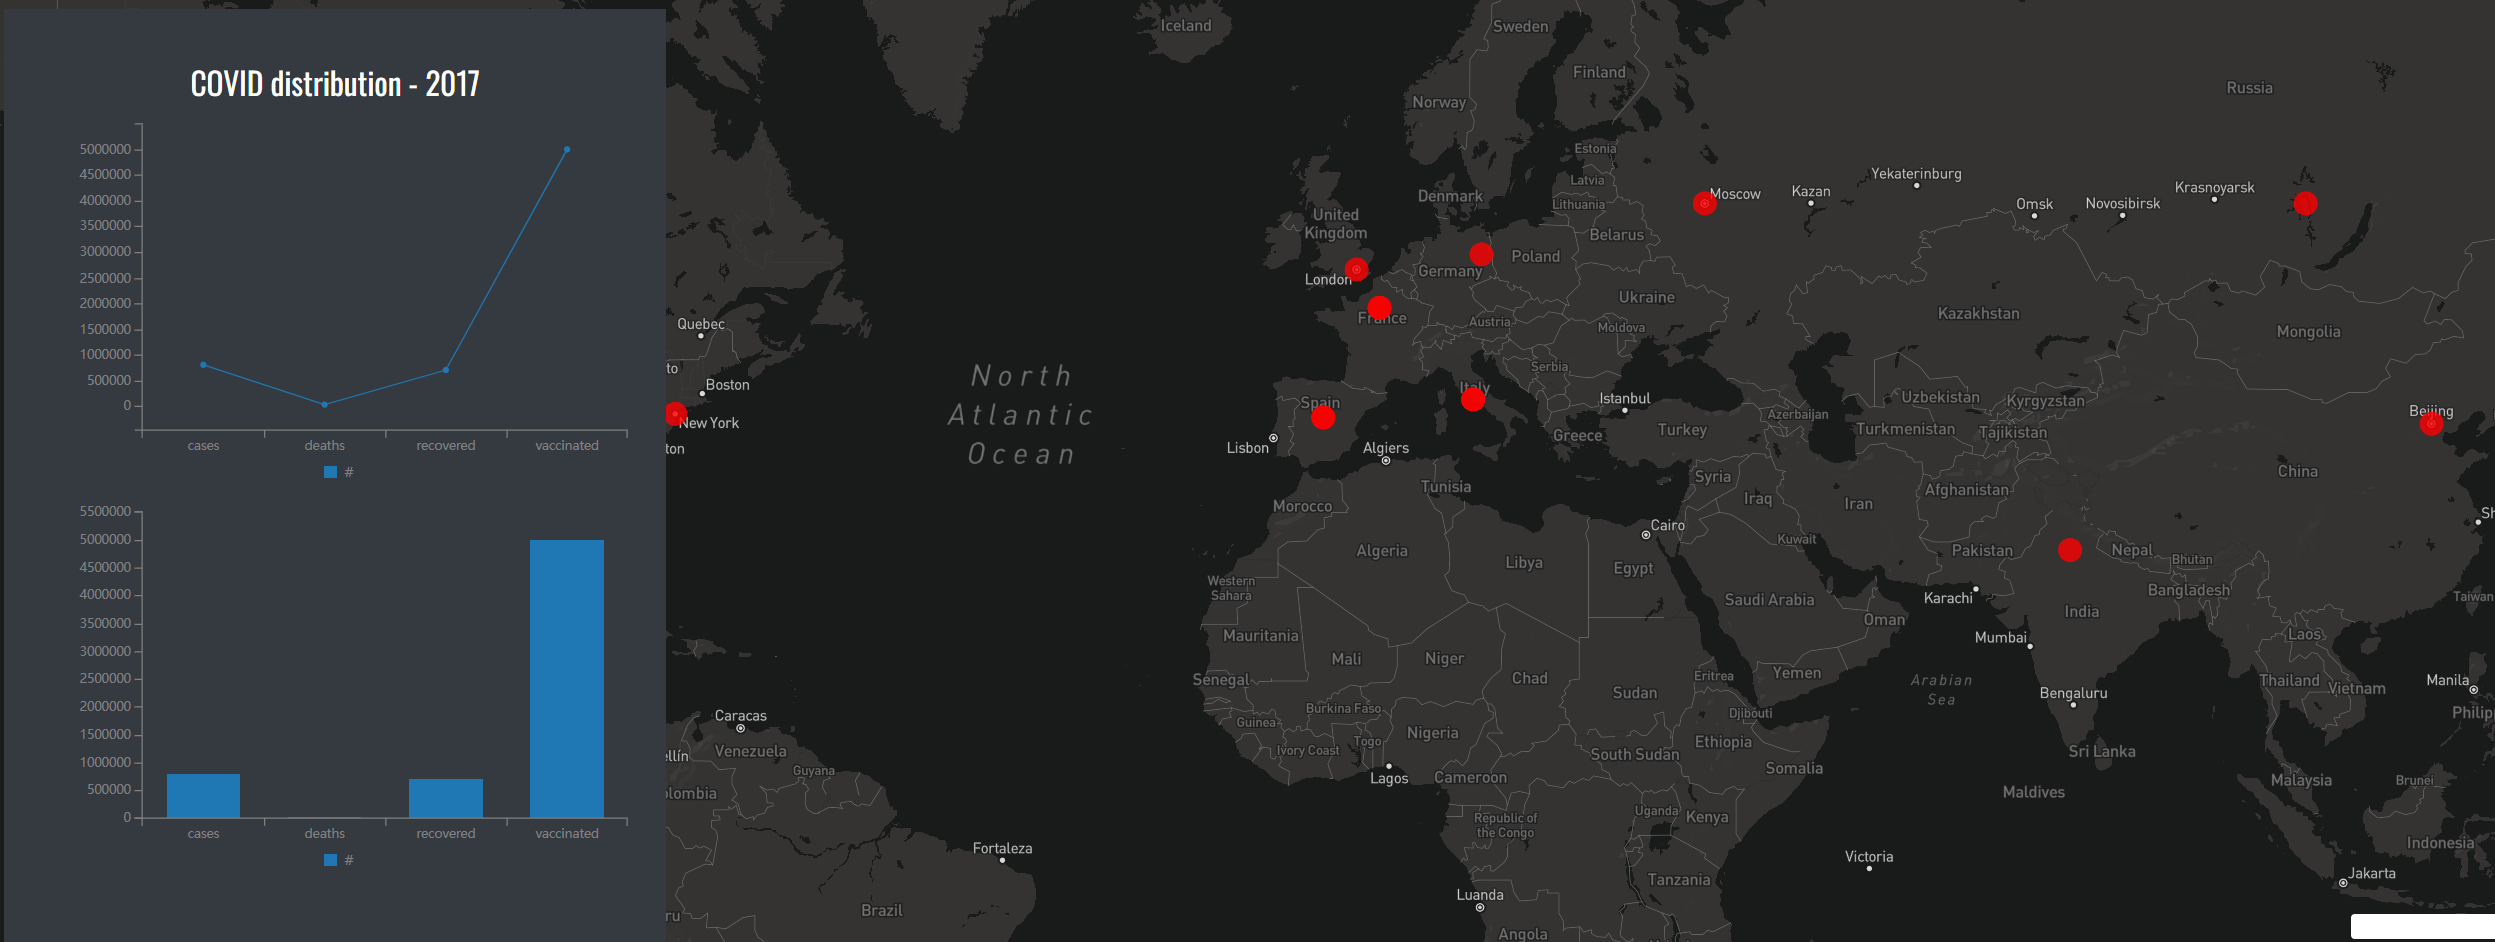 COVID distribution - 2017
5000000
4500000
4000000
3500000
3000000
2500000
2000000
1500000
1000000
500000
0
cases deaths recovered vaccinated
#
5500000
5000000
4500000
4000000
3500000
3000000
2500000
2000000
1500000
1000000
500000
0
cases deaths recovered vaccinated
#
Iceland
Sweden
Finland
Norway
Russia
Estonia
Latvia
Lithuania
Denmark
Moscow
Kazan
Yekaterinburg
Omsk
Novosibirsk
Krasnoyarsk
United
Kingdom
Belarus
London
Germany
Poland
Ukraine
France
Austria
Moldova
Kazakhstan
Mongolia
Quebec
to
Boston
New York
ton
North
Atlantic
Ocean
Serbia
Italy
Spain
Istanbul
Lisbon
Algiers
Greece
Turkey
Azerbaijan
Uzbekistan
Kyrgyzstan
Turkmenistan
Tajikistan
Beijing
China
Tunisia
Syria
Morocco
Iraq
Iran
Afghanistan
Sh
Cairo
Kuwait
Algeria
Libya
Egypt
Pakistan
Nepal
Bhutan
Western
Sahara
Saudi Arabia
Karachi
Bangladesh
Taiwan
Oman
India
Mauritania
Mumbai
Laos
Mali
Niger
Chad
Senegal
Sudan
Eritrea
Yemen
Arabian
Sea
Bengaluru
Thailand
Vietnam
Manila
Philipp
Burkina Faso
Djibouti
Caracas
Guinea
Ivory Coast
Togo
Nigeria
Ethiopia
South Sudan
Somalia
Sri Lanka
ellín
Venezuela
Guyana
Lagos
Cameroon
Malaysia
Brunei
olombia
Maldives
Republic of
the Congo
Uganda
Kenya
Indonesia
Fortaleza
Victoria
Jakarta
Tanzania
Luanda
Brazil
ru
Angola